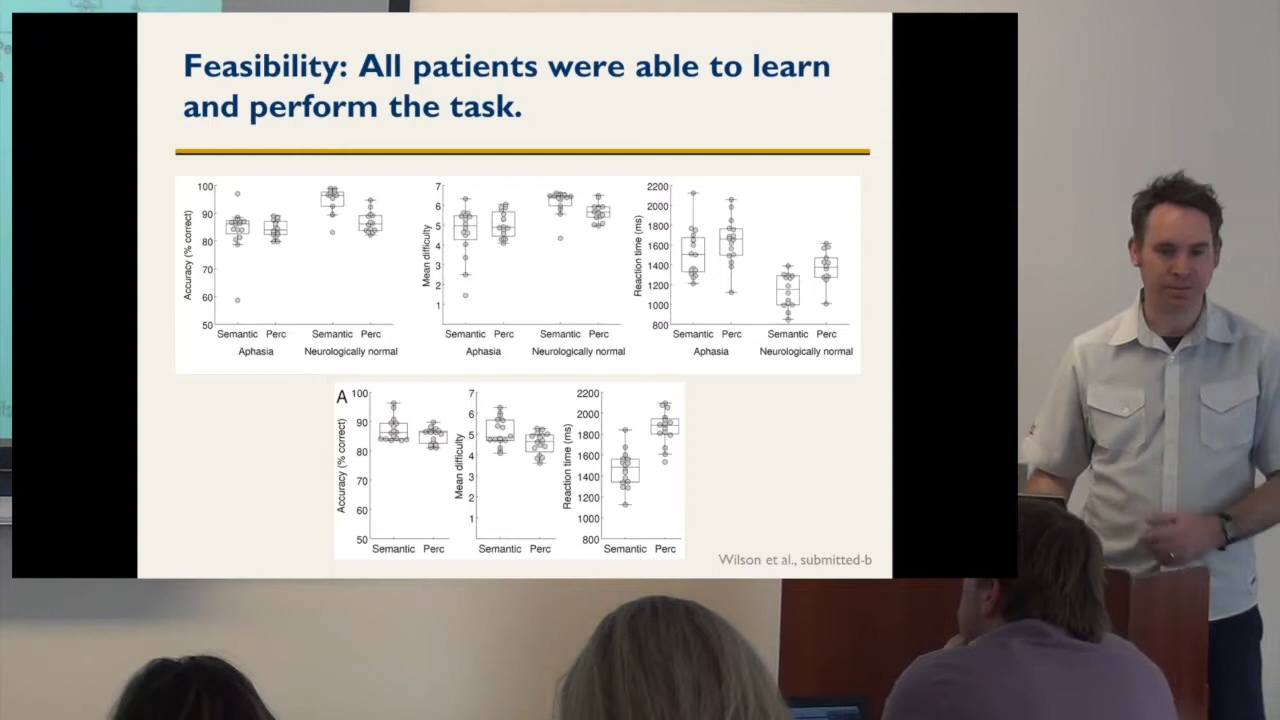 Feasibility: All patients were able to learn
and perform the task.
Accuracy (% correct)
100
90
80
70
60
50
Semantic Perc Semantic Perc
Aphasia Neurologically normal
Mean difficulty
7
6
5
4
3
2
1
Semantic Perc Semantic Perc
Aphasia Neurologically normal
Reaction time (ms)
2200
2000
1800
1600
1400
1200
1000
800
Semantic Perc Semantic Perc
Aphasia Neurologically normal
A
Accuracy (% correct)
100
90
80
70
60
50
Semantic Perc
Mean difficulty
7
6
5
4
3
2
1
Semantic Perc
Reaction time (ms)
2200
2000
1800
1600
1400
1200
1000
800
Semantic Perc
Wilson et al., submitted-b